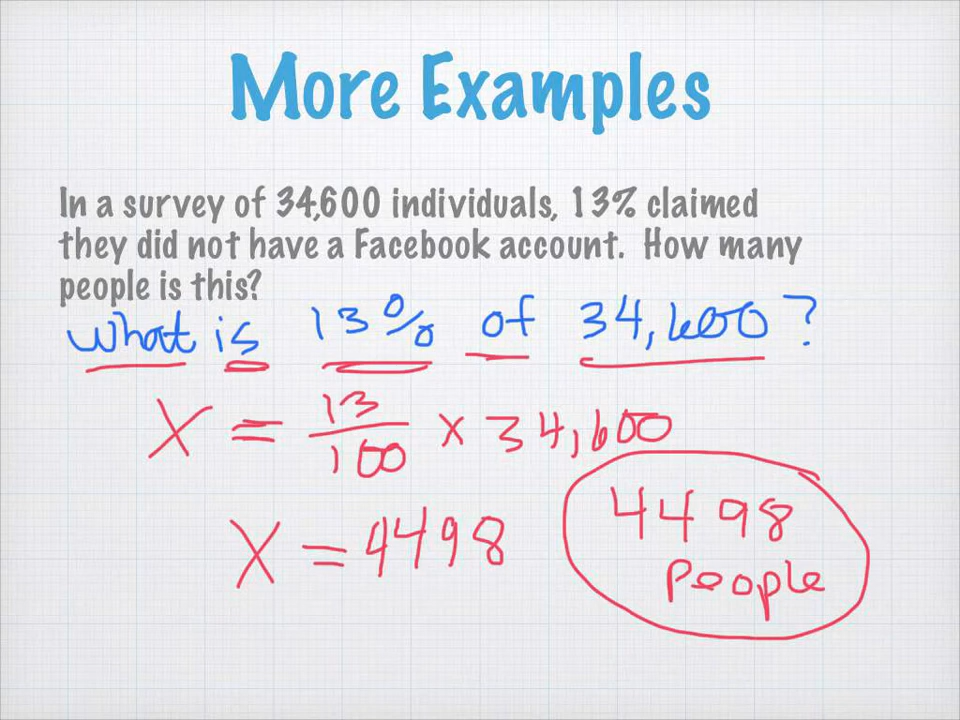 More Examples
In a survey of 34,600 individuals, 13% claimed
they did not have a Facebook account. How many
people is this?
What is 13% of 34,600?
X = 13/100 x 34,600
X = 4498
4498
people